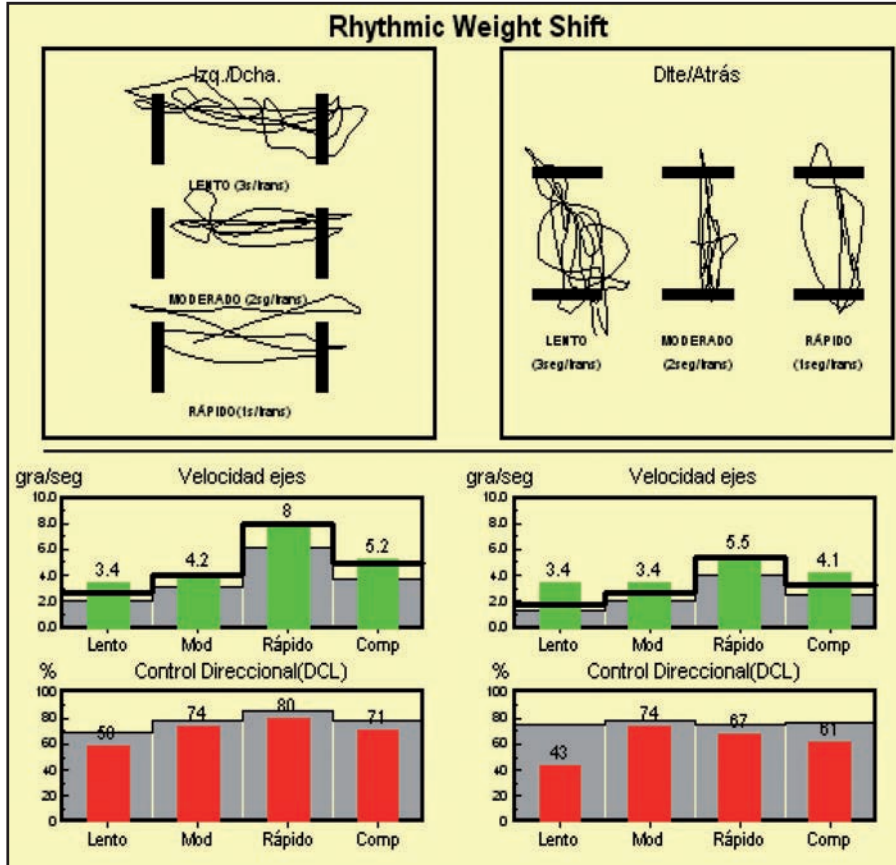 Rhythmic Weight Shift
Izq./Dcha.
LENTO (3s/trans)
MODERADO (2sg/trans)
RÁPIDO (1s/trans)
Dlte/Atrás
LENTO MODERADO RÁPIDO
(3seg/trans) (2seg/trans) (1seg/trans)
gra/seg Velocidad ejes
10.0
8.0
6.0
4.0
2.0
0.0
3.4 4.2 8 5.2
Lento Mod Rápido Comp
gra/seg Velocidad ejes
10.0
8.0
6.0
4.0
2.0
0.0
3.4 3.4 5.5 4.1
Lento Mod Rápido Comp
% Control Direccional(DCL)
100
80
60
40
20
0
74 80 71
Lento Mod Rápido Comp
% Control Direccional(DCL)
100
80
60
40
20
0
43 74 67 61
Lento Mod Rápido Comp